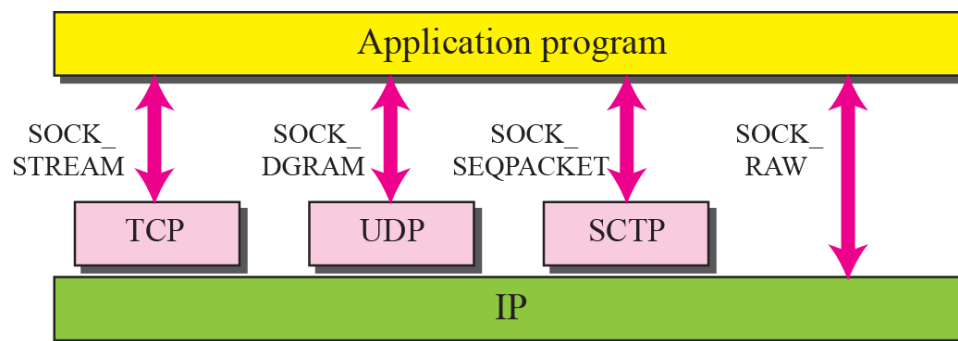 Application program
SOCK_
STREAM
SOCK_
DGRAM
SOCK_
SEQPACKET
SOCK_
RAW
TCP
UDP
SCTP
IP